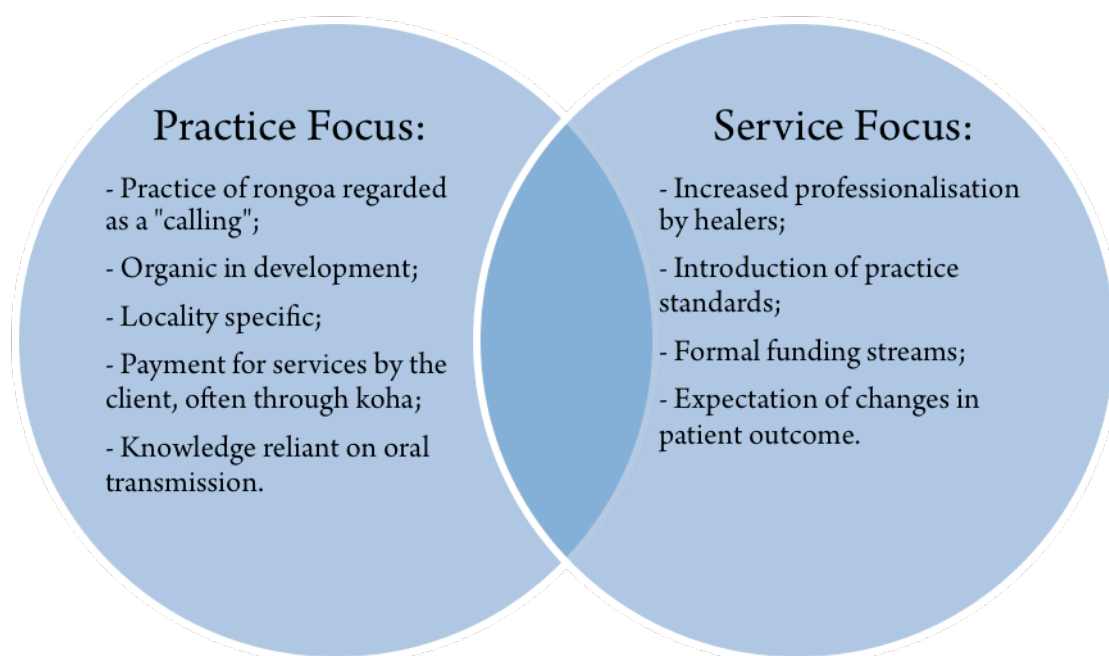 Practice Focus:
- Practice of rongoa regarded
as a "calling";
- Organic in development;
- Locality specific;
- Payment for services by the
client, often through koha;
- Knowledge reliant on oral
transmission.
Service Focus:
- Increased professionalisation
by healers;
- Introduction of practice
standards;
- Formal funding streams;
- Expectation of changes in
patient outcome.